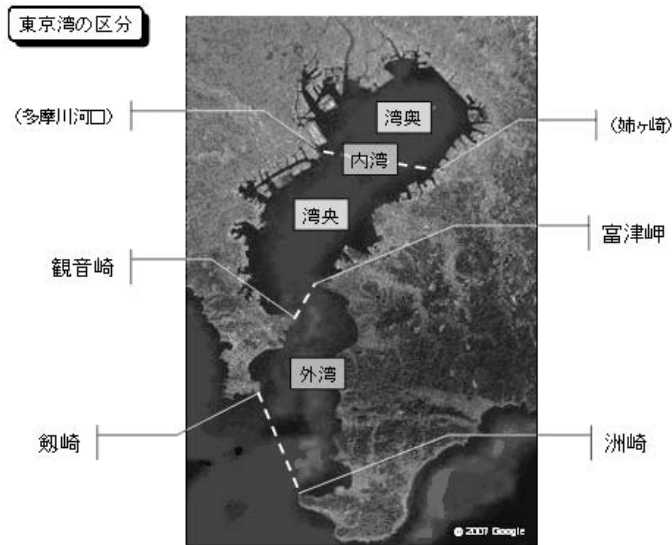 東京湾の区分
湾奥
(多摩川河口)
(姉ヶ崎)
内湾
湾央
富津岬
観音崎
外湾
剱崎
洲崎
© 2007 Google